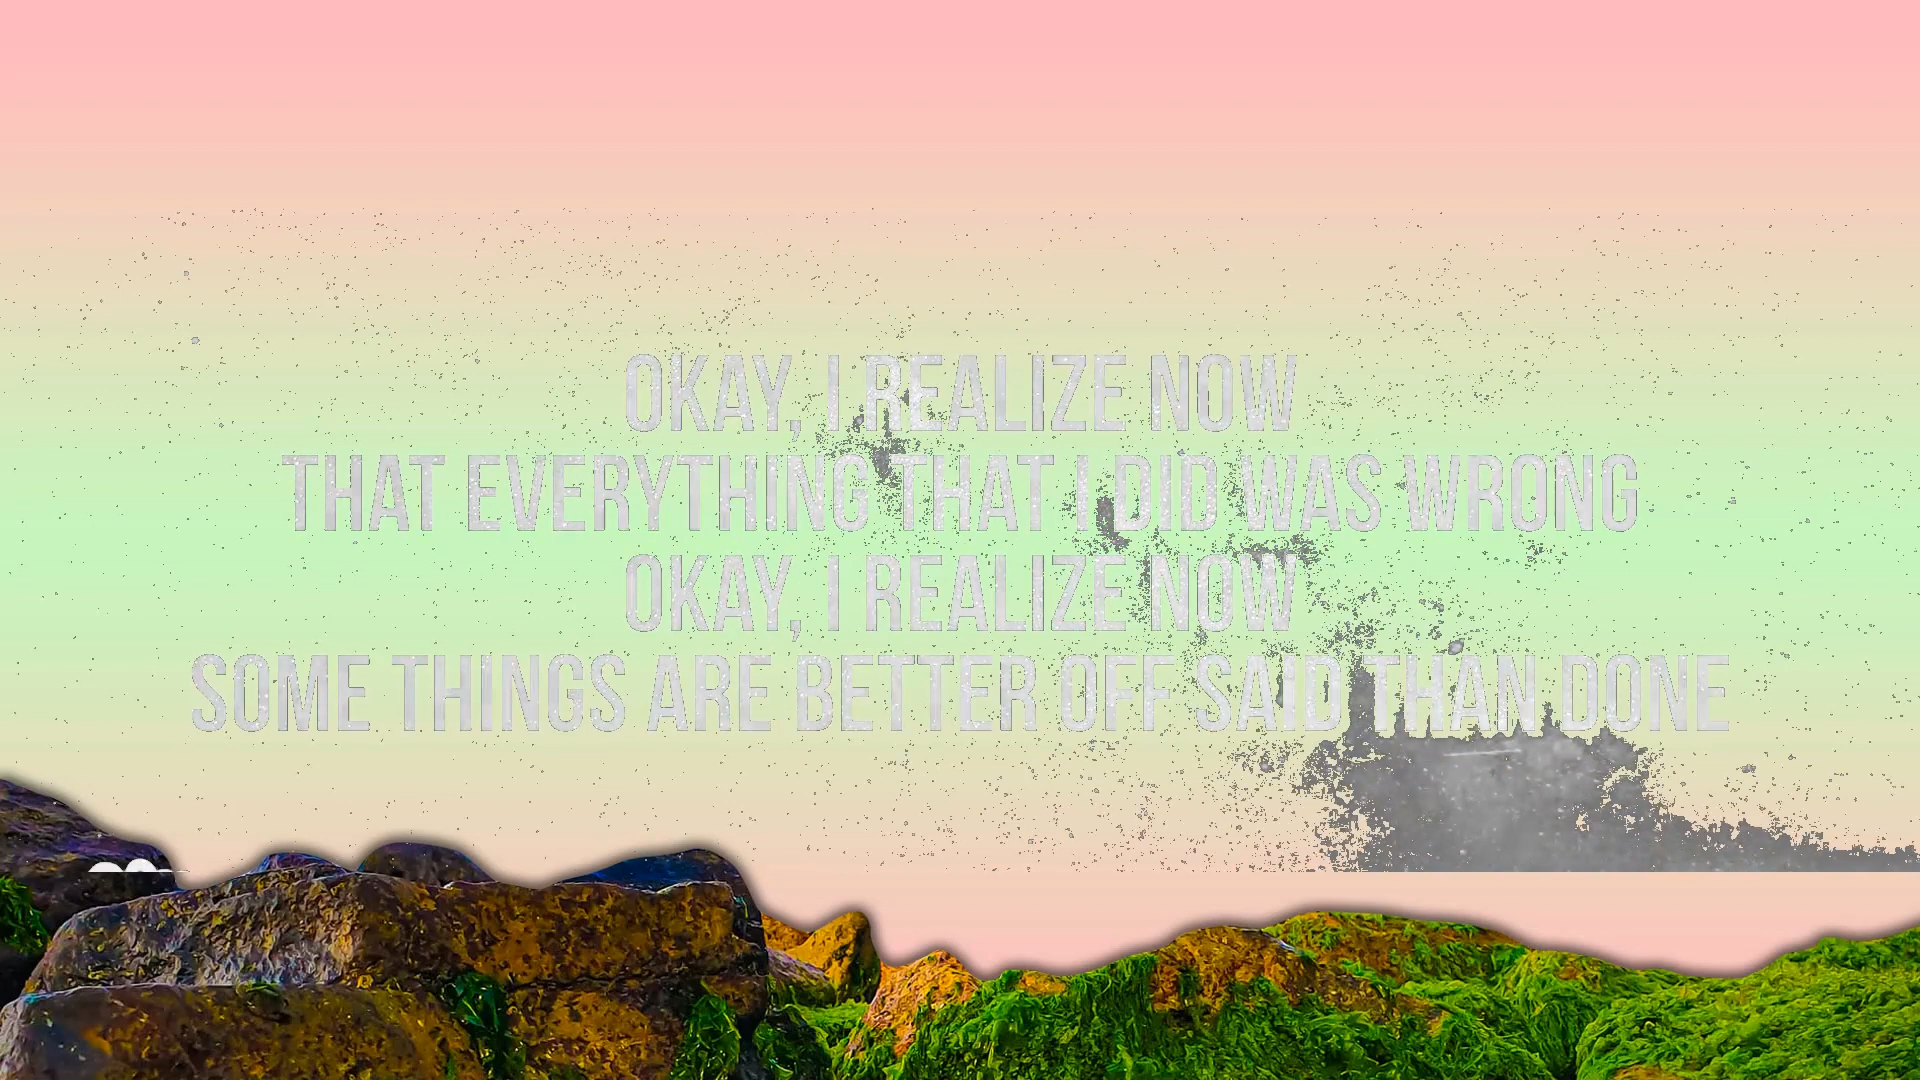 OKAY, I REALIZE NOW
THAT EVERYTHING THAT I DID WAS WRONG
OKAY, I REALIZE NOW
SOME THINGS ARE BETTER OFF SAID THAN DONE